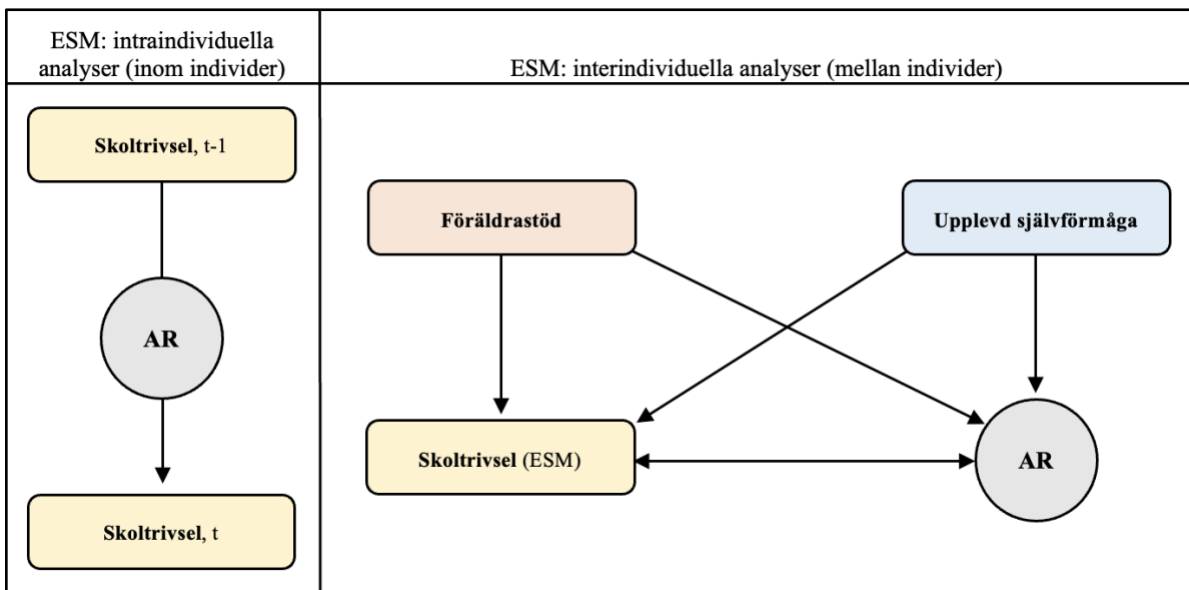 ESM: intraindividuella
analyser (inom individer)
Skoltrivsel, t-1
AR
Skoltrivsel, t
ESM: interindividuella analyser (mellan individer)
Föräldrastöd
Upplevd självförmåga
Skoltrivsel (ESM)
AR